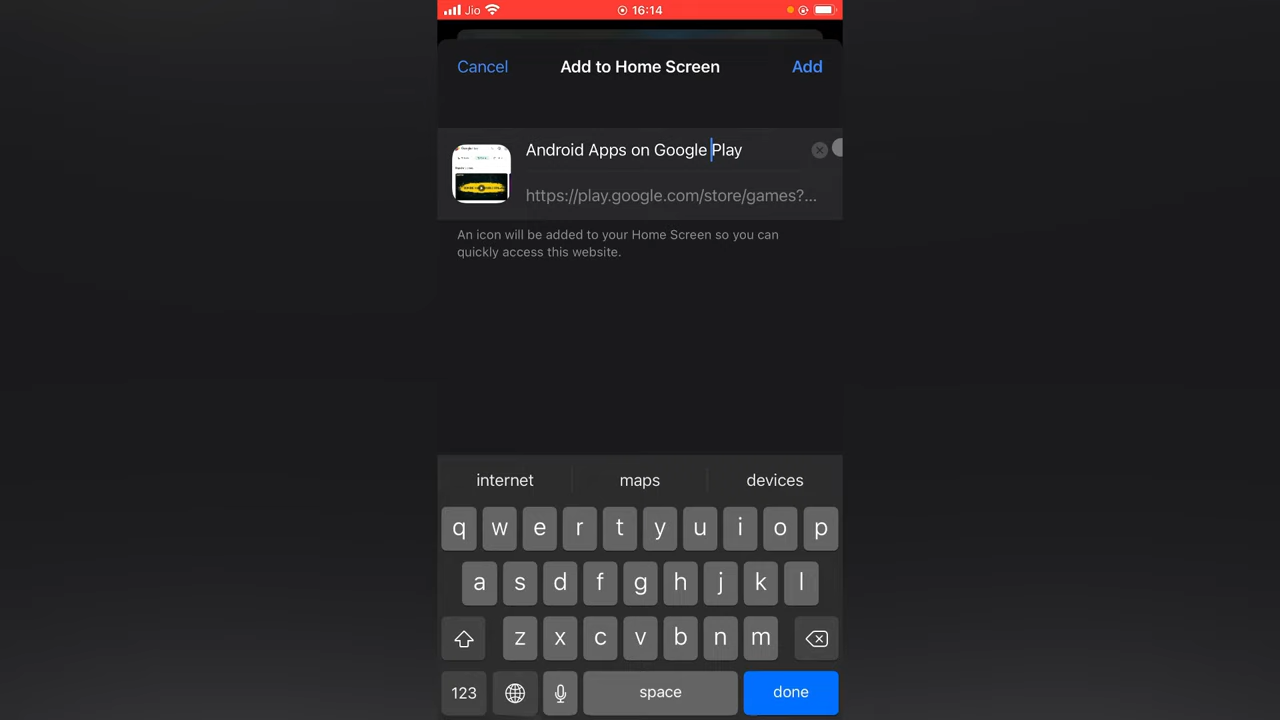 Jio 16:14
Cancel Add to Home Screen Add
Android Apps on Google Play
https://play.google.com/store/games?...
An icon will be added to your Home Screen so you can
quickly access this website.
internet maps devices
q w e r t y u i o p
a s d f g h j k l
z x c v b n m
123 space done